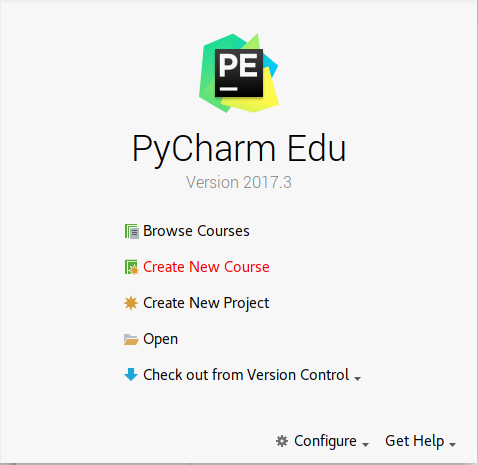 PE
PyCharm Edu
Version 2017.3
Browse Courses
Create New Course
Create New Project
Open
Check out from Version Control
Configure Get Help